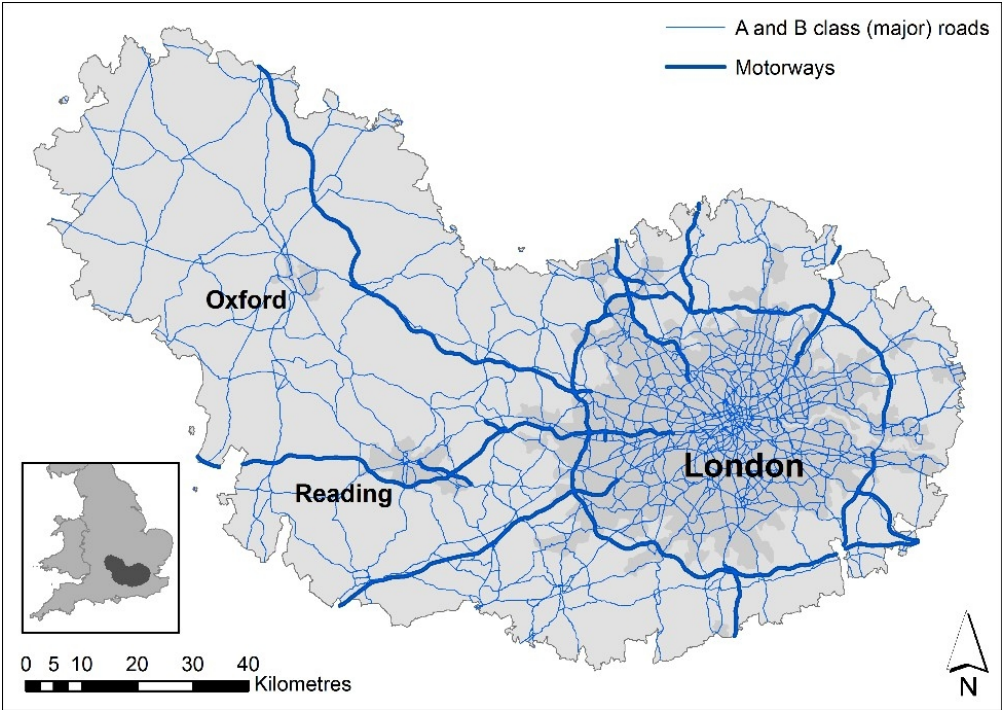 A and B class (major) roads
Motorways
Oxford
London
Reading
0 5 10 20 30 40
Kilometres
N